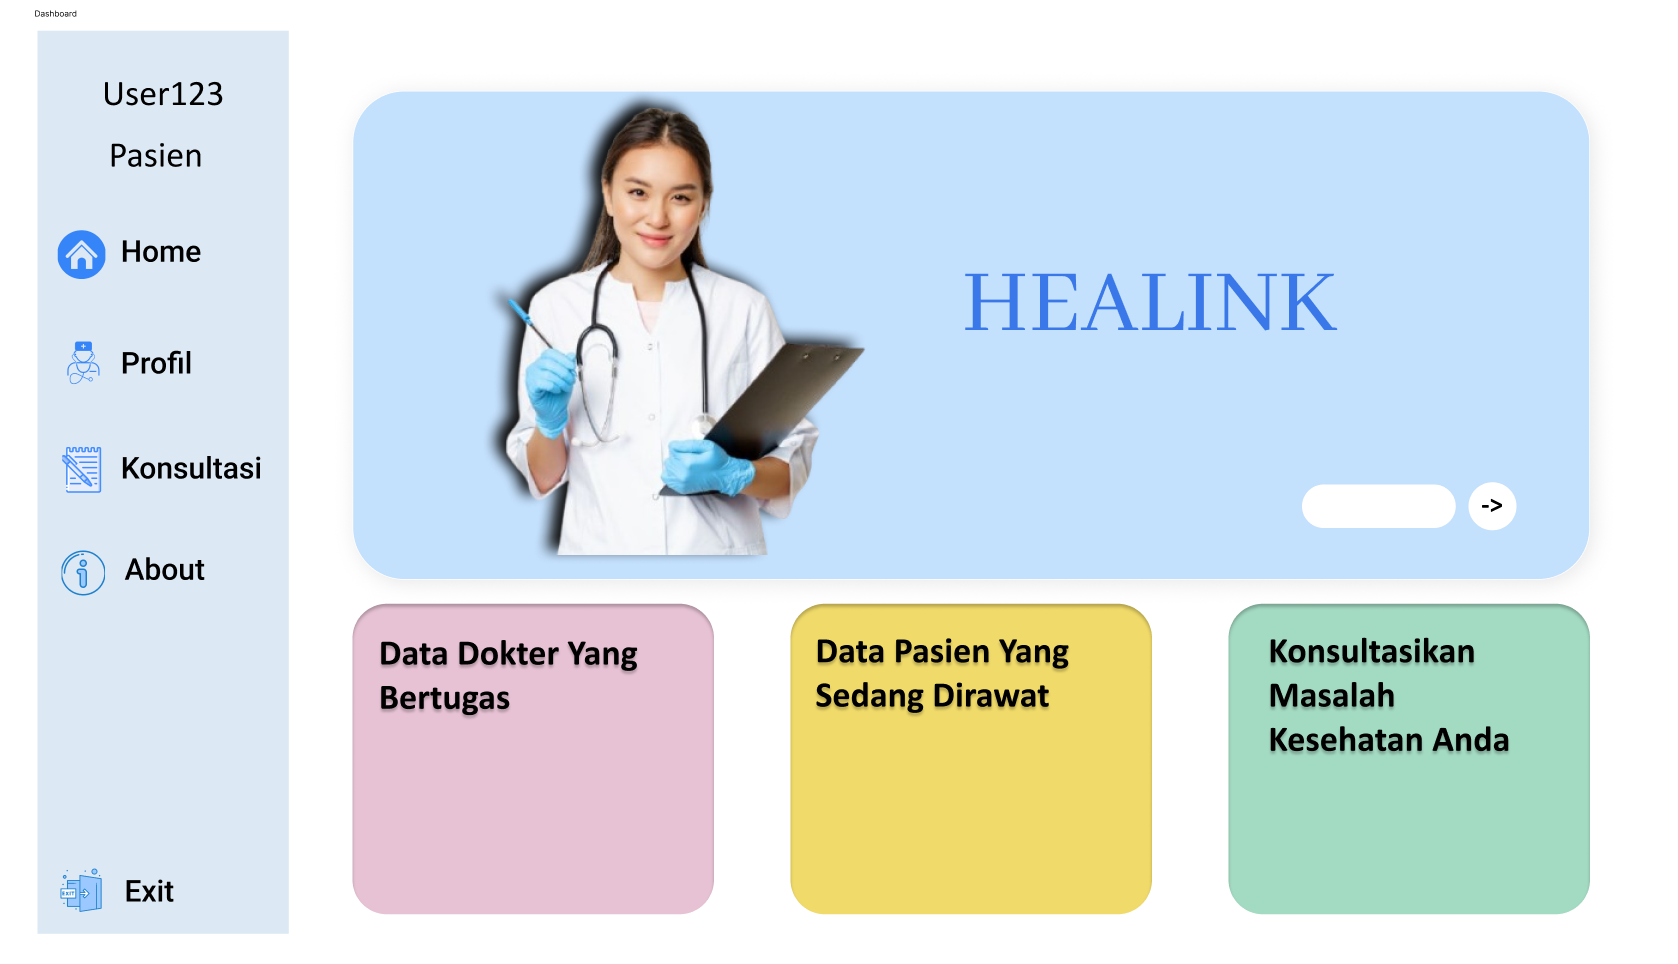 Dashboard
User123
Pasien
Home
Profil
Konsultasi
About
EXIT
Exit
HEALINK
->
Data Dokter Yang
Bertugas
Data Pasien Yang
Sedang Dirawat
Konsultasikan
Masalah
Kesehatan Anda